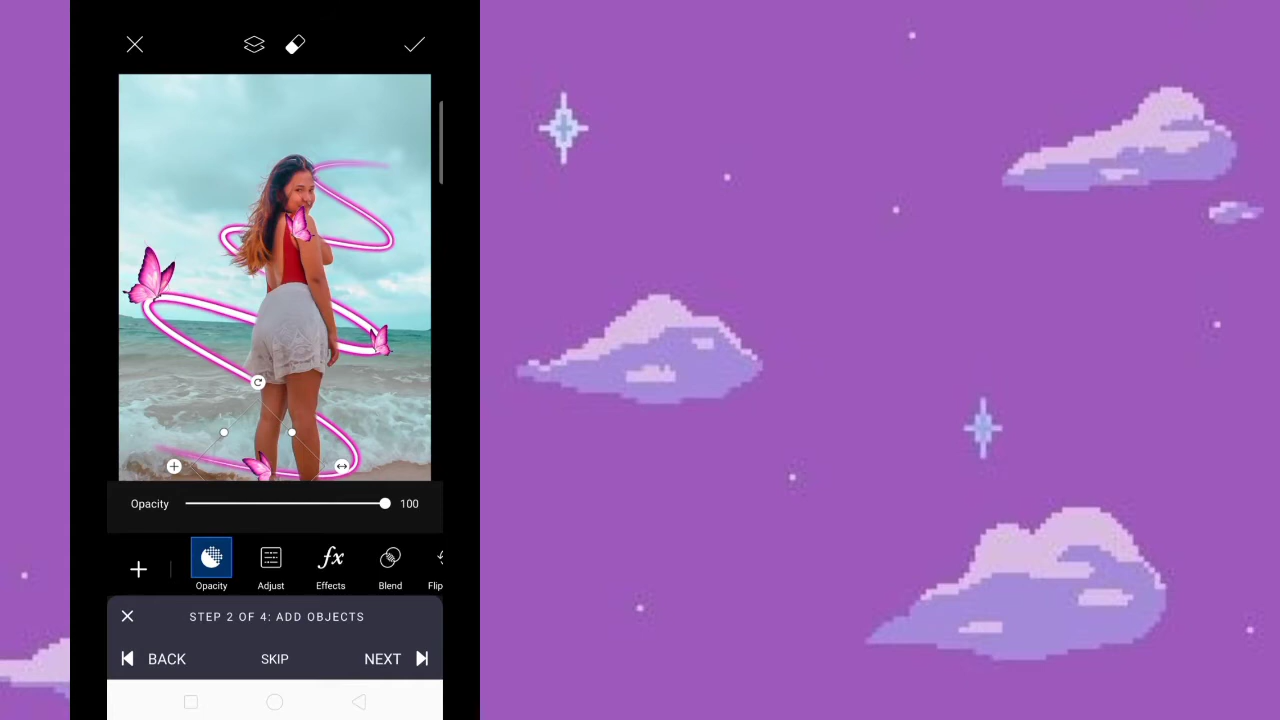 Opacity 100
Opacity Adjust Effects Blend Flip
STEP 2 OF 4: ADD OBJECTS
BACK SKIP NEXT